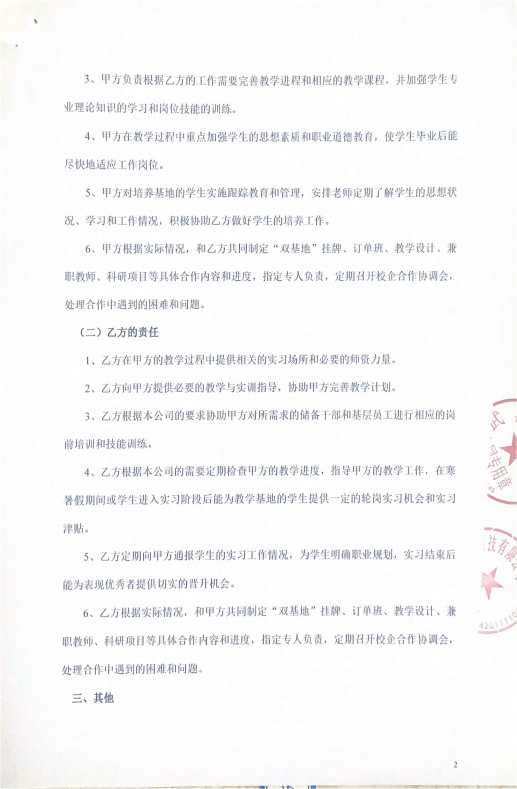 3、甲方负责根据乙方的工作需要完善教学进程和相应的教学课程，并加强学生专
业理论知识的学习和岗位技能的训练。
4、甲方在教学过程中重点加强学生的思想素质和职业道德教育，使学生毕业后能
尽快地适应工作岗位。
5、甲方对培养基地的学生实施跟踪教育和管理，安排老师定期了解学生的思想状
况、学习和工作情况，积极协助乙方做好学生的培养工作。
6、甲方根据实际情况，和乙方共同制定“双基地”挂牌、订单班、教学设计、兼
职教师、科研项目等具体合作内容和进度，指定专人负责，定期召开校企合作协调会，
处理合作中遇到的困难和问题。
（二）乙方的责任
1、乙方在甲方的教学过程中提供相关的实习场所和必要的师资力量。
2、乙方向甲方提供必要的教学与实训指导，协助甲方完善教学计划。
3、乙方根据本公司的要求协助甲方对所需求的储备干部和基层员工进行相应的岗
前培训和技能训练。
4、乙方根据本公司的需要定期检查甲方的教学进度，指导甲方的教学工作，在寒
暑假期间或学生进入实习阶段后能为教学基地的学生提供一定的轮岗实习机会和实习
津贴。
5、乙方定期向甲方通报学生的实习工作情况，为学生明确职业规划，实习结束后
能为表现优秀者提供切实的晋升机会。
6、乙方根据实际情况，和甲方共同制定“双基地”挂牌、订单班、教学设计、兼
职教师、科研项目等具体合作内容和进度，指定专人负责，定期召开校企合作协调会，
处理合作中遇到的困难和问题。
三、其他
专用章
技有限公
42011110
2